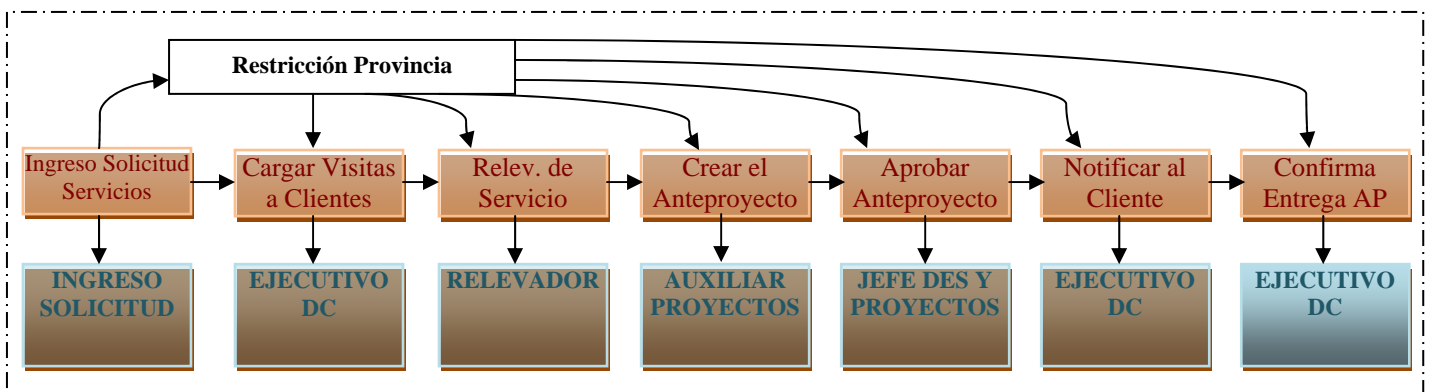 Restricción Provincia
Ingreso Solicitud
Servicios
Cargar Visitas
a Clientes
Relev. de
Servicio
Crear el
Anteproyecto
Aprobar
Anteproyecto
Notificar al
Cliente
Confirma
Entrega AP
INGRESO
SOLICITUD
EJECUTIVO
DC
RELEVADOR
AUXILIAR
PROYECTOS
JEFE DES Y
PROYECTOS
EJECUTIVO
DC
EJECUTIVO
DC